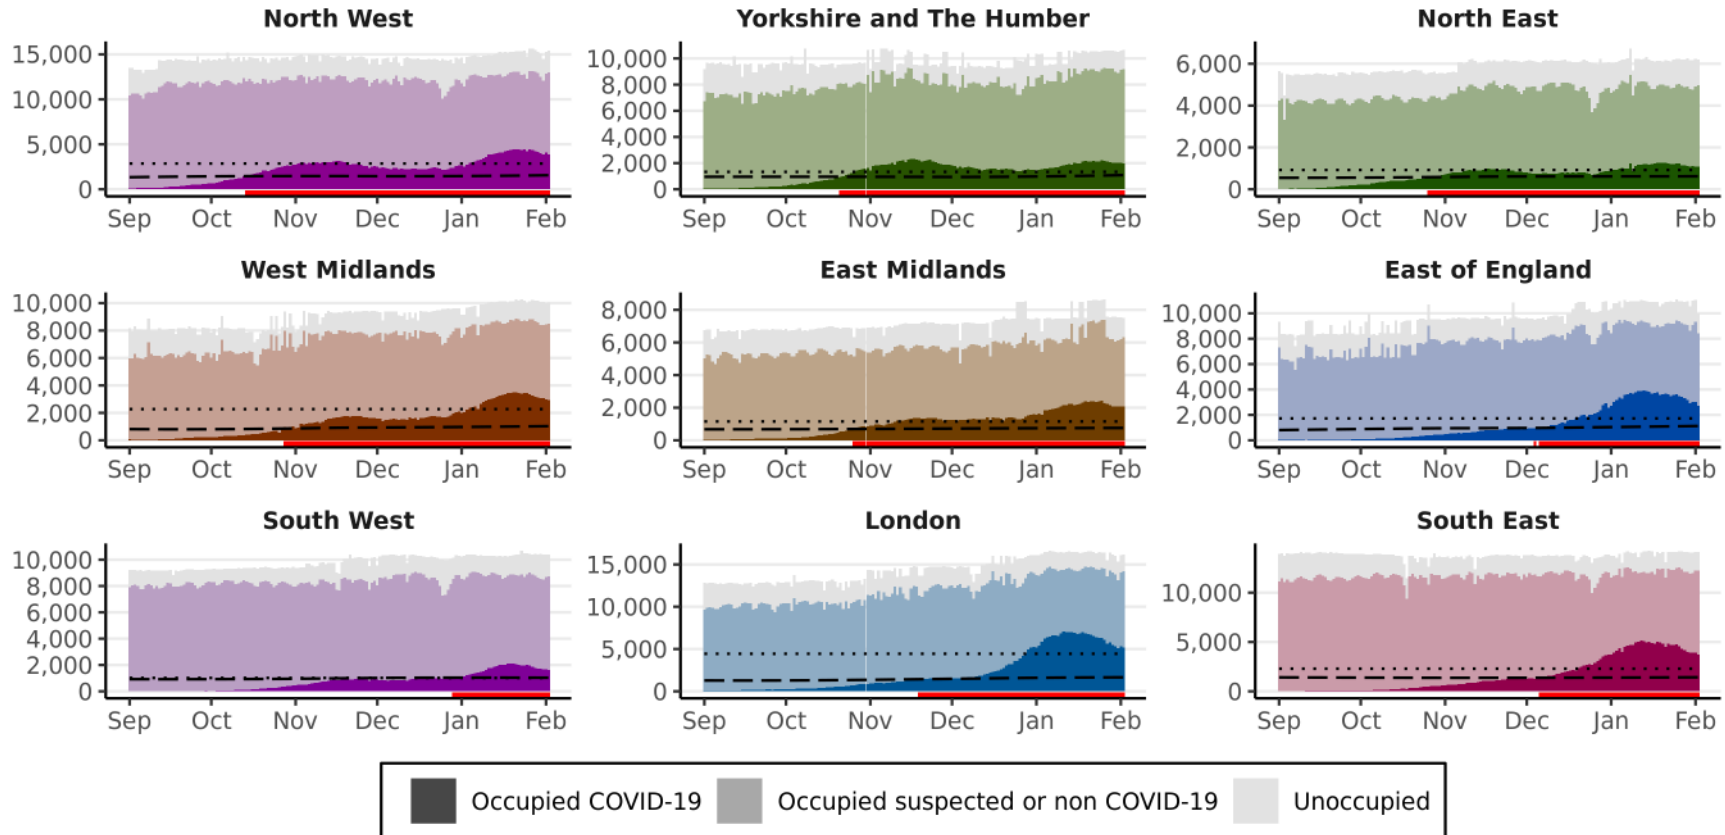 North West
Yorkshire and The Humber
North East
15,000
10,000
5,000
0
Sep Oct Nov Dec Jan Feb
10,000
8,000
6,000
4,000
2,000
0
Sep Oct Nov Dec Jan Feb
6,000
4,000
2,000
0
Sep Oct Nov Dec Jan Feb
West Midlands
East Midlands
East of England
10,000
8,000
6,000
4,000
2,000
0
Sep Oct Nov Dec Jan Feb
8,000
6,000
4,000
2,000
0
Sep Oct Nov Dec Jan Feb
10,000
8,000
6,000
4,000
2,000
0
Sep Oct Nov Dec Jan Feb
South West
London
South East
10,000
8,000
6,000
4,000
2,000
0
Sep Oct Nov Dec Jan Feb
15,000
10,000
5,000
0
Sep Oct Nov Dec Jan Feb
10,000
5,000
0
Sep Oct Nov Dec Jan Feb
Occupied COVID-19 Occupied suspected or non COVID-19 Unoccupied